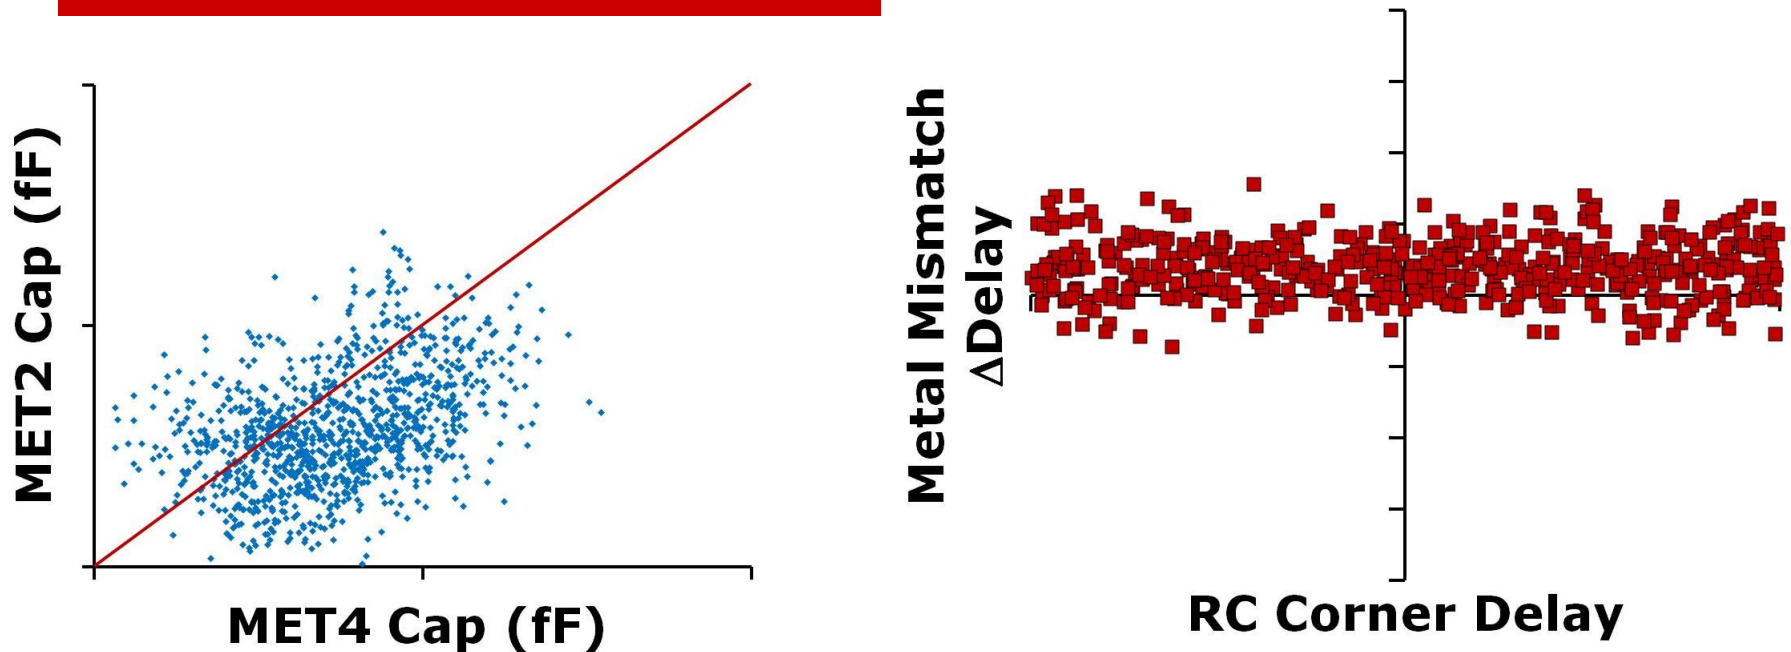 MET2 Cap (fF)
MET4 Cap (fF)
Metal Mismatch
ΔDelay
RC Corner Delay